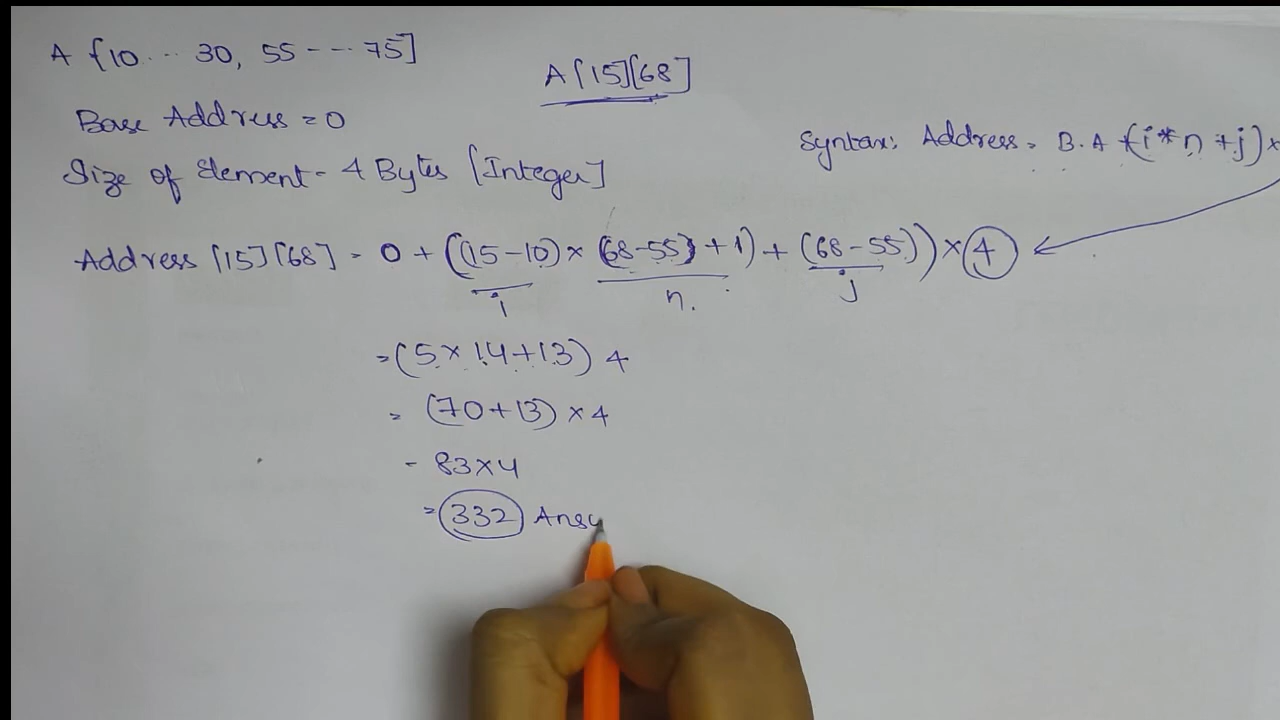 A [10 ... 30, 55 --- 75]
A[15][68]
Base Address = 0
Syntax: Address = B.A + (i * n + j) ×
Size of Element - 4 Bytes [Integer]
Address [15][68] = 0 + ((15-10) × (68-55) + 1) + (68-55)) × 4
i n. j
= (5 × 14 + 13) 4
= (70 + 13) × 4
- 83 × 4
= 332 Ansu